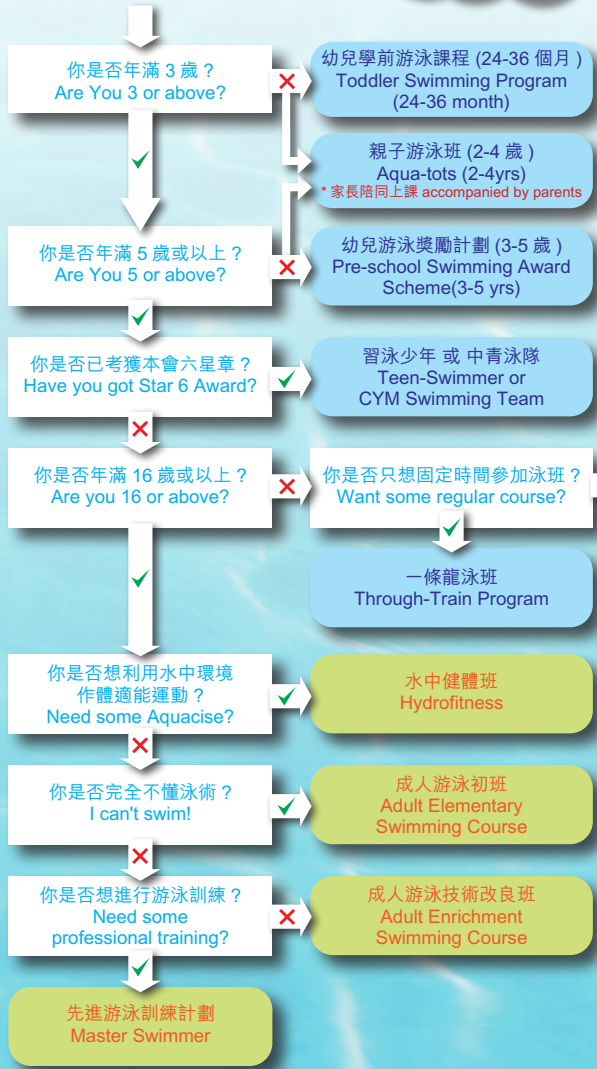 你是否年滿 3 歲？
Are You 3 or above?
幼兒學前游泳課程 (24-36 個月 )
Toddler Swimming Program
(24-36 month)
親子游泳班 (2-4 歲 )
Aqua-tots (2-4yrs)
* 家長陪同上課 accompanied by parents
你是否年滿 5 歲或以上？
Are You 5 or above?
幼兒游泳獎勵計劃 (3-5 歲 )
Pre-school Swimming Award
Scheme(3-5 yrs)
你是否已考獲本會六星章？
Have you got Star 6 Award?
習泳少年 或 中青泳隊
Teen-Swimmer or
CYM Swimming Team
你是否年滿 16 歲或以上？
Are you 16 or above?
你是否只想固定時間參加泳班？
Want some regular course?
一條龍泳班
Through-Train Program
你是否想利用水中環境
作體適能運動？
Need some Aquacise?
水中健體班
Hydrofitness
你是否完全不懂泳術？
I can't swim!
成人游泳初班
Adult Elementary
Swimming Course
你是否想進行游泳訓練？
Need some
professional training?
成人游泳技術改良班
Adult Enrichment
Swimming Course
先進游泳訓練計劃
Master Swimmer